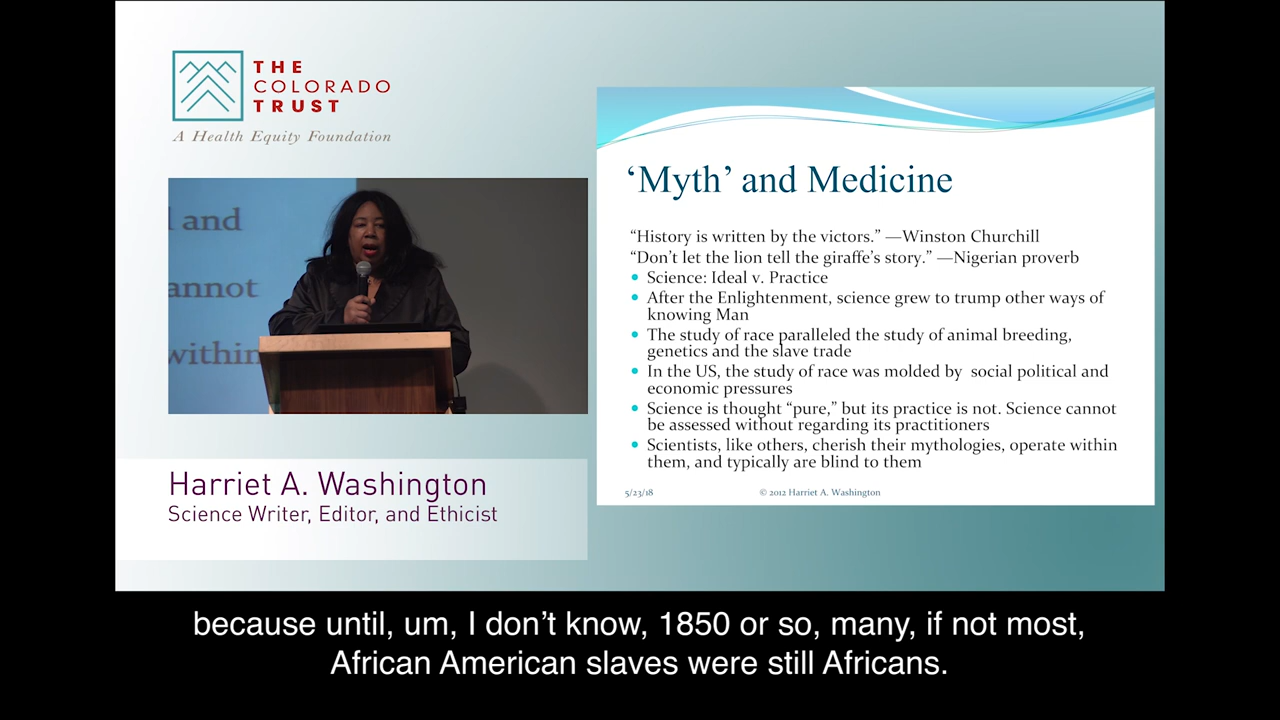 THE
COLORADO
TRUST
A Health Equity Foundation
l and
annot
within
Harriet A. Washington
Science Writer, Editor, and Ethicist
‘Myth’ and Medicine
“History is written by the victors.” —Winston Churchill
“Don’t let the lion tell the giraffe’s story.” —Nigerian proverb
• Science: Ideal v. Practice
• After the Enlightenment, science grew to trump other ways of
knowing Man
• The study of race paralleled the study of animal breeding,
genetics and the slave trade
• In the US, the study of race was molded by  social political and
economic pressures
• Science is thought “pure,” but its practice is not. Science cannot
be assessed without regarding its practitioners
• Scientists, like others, cherish their mythologies, operate within
them, and typically are blind to them
5/23/18
© 2012 Harriet A. Washington
because until, um, I don’t know, 1850 or so, many, if not most,
African American slaves were still Africans.